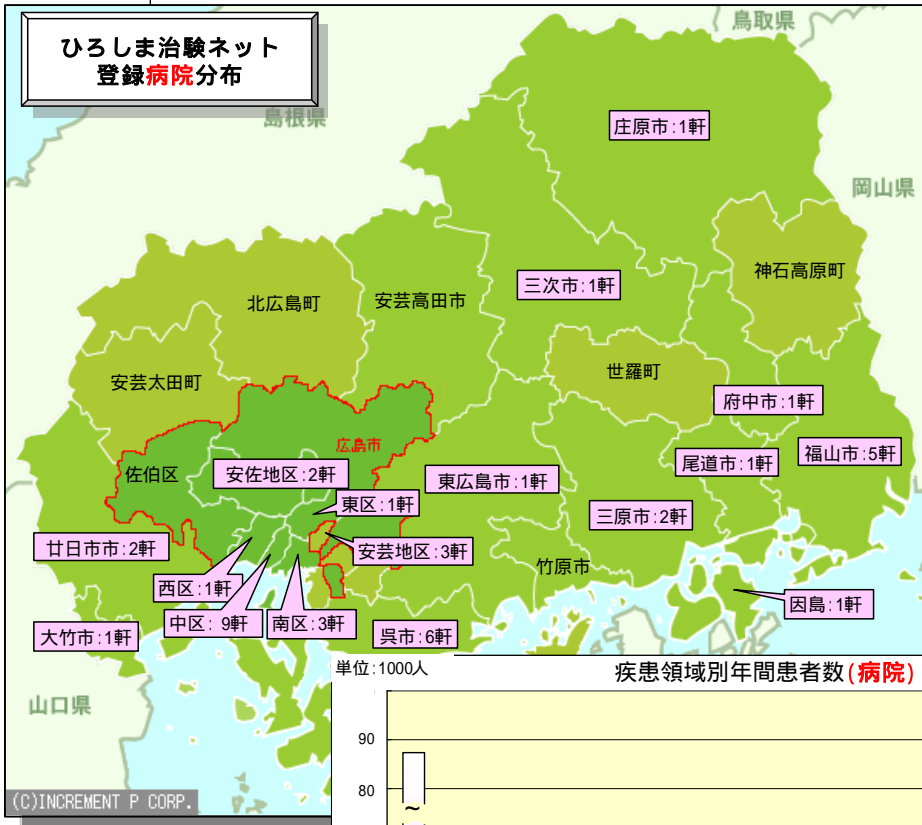 ひろしま治験ネット
登録病院分布
鳥取県
島根県
庄原市:1軒
岡山県
神石高原町
三次市:1軒
北広島町
安芸高田市
世羅町
安芸太田町
府中市:1軒
広島市
福山市:5軒
尾道市:1軒
佐伯区
安佐地区:2軒
東広島市:1軒
東区:1軒
三原市:2軒
廿日市市:2軒
安芸地区:3軒
竹原市
西区:1軒
因島:1軒
中区: 9軒
南区:3軒
大竹市:1軒
呉市:6軒
単位:1000人
疾患領域別年間患者数(病院)
山口県
90
80
~
(C)INCREMENT P CORP.